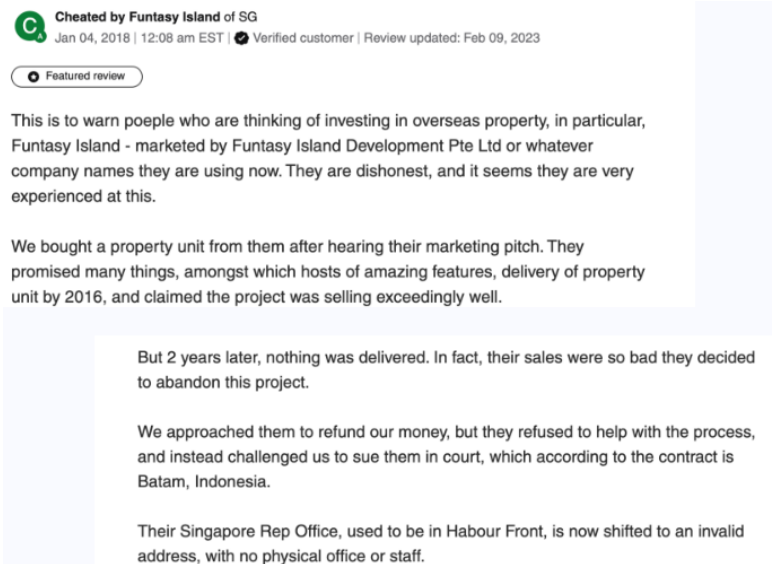 Cheated by Funtasy Island of SG
Jan 04, 2018 | 12:08 am EST | Verified customer | Review updated: Feb 09, 2023
Featured review
This is to warn poeple who are thinking of investing in overseas property, in particular,
Funtasy Island - marketed by Funtasy Island Development Pte Ltd or whatever
company names they are using now. They are dishonest, and it seems they are very
experienced at this.
We bought a property unit from them after hearing their marketing pitch. They
promised many things, amongst which hosts of amazing features, delivery of property
unit by 2016, and claimed the project was selling exceedingly well.
But 2 years later, nothing was delivered. In fact, their sales were so bad they decided
to abandon this project.
We approached them to refund our money, but they refused to help with the process,
and instead challenged us to sue them in court, which according to the contract is
Batam, Indonesia.
Their Singapore Rep Office, used to be in Habour Front, is now shifted to an invalid
address, with no physical office or staff.